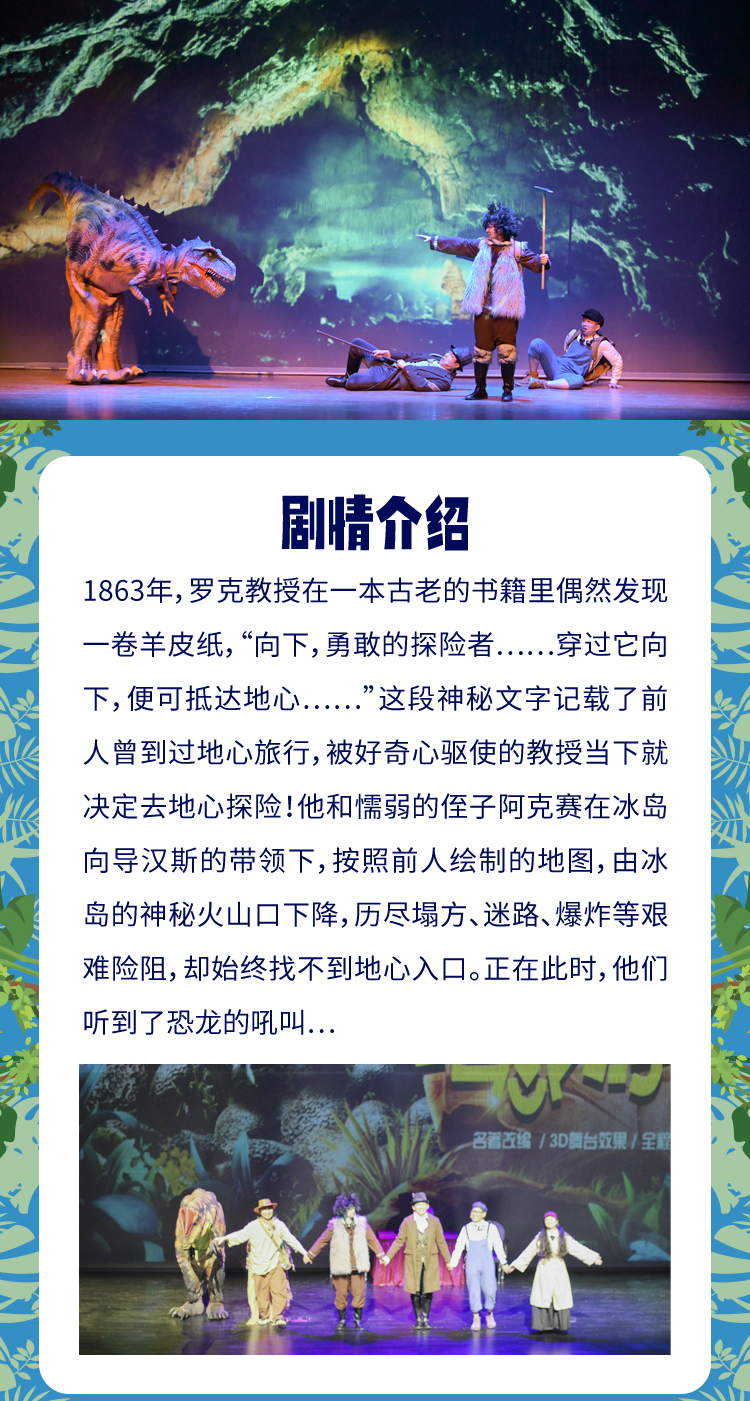 剧情介绍
1863年，罗克教授在一本古老的书籍里偶然发现
一卷羊皮纸，“向下，勇敢的探险者……穿过它向
下，便可抵达地心……”这段神秘文字记载了前
人曾到过地心旅行，被好奇心驱使的教授当下就
决定去地心探险！他和懦弱的侄子阿克赛在冰岛
向导汉斯的带领下，按照前人绘制的地图，由冰
岛的神秘火山口下降，历尽塌方、迷路、爆炸等艰
难险阻，却始终找不到地心入口。正在此时，他们
听到了恐龙的吼叫…
名著改编 / 3D舞台效果 / 全程